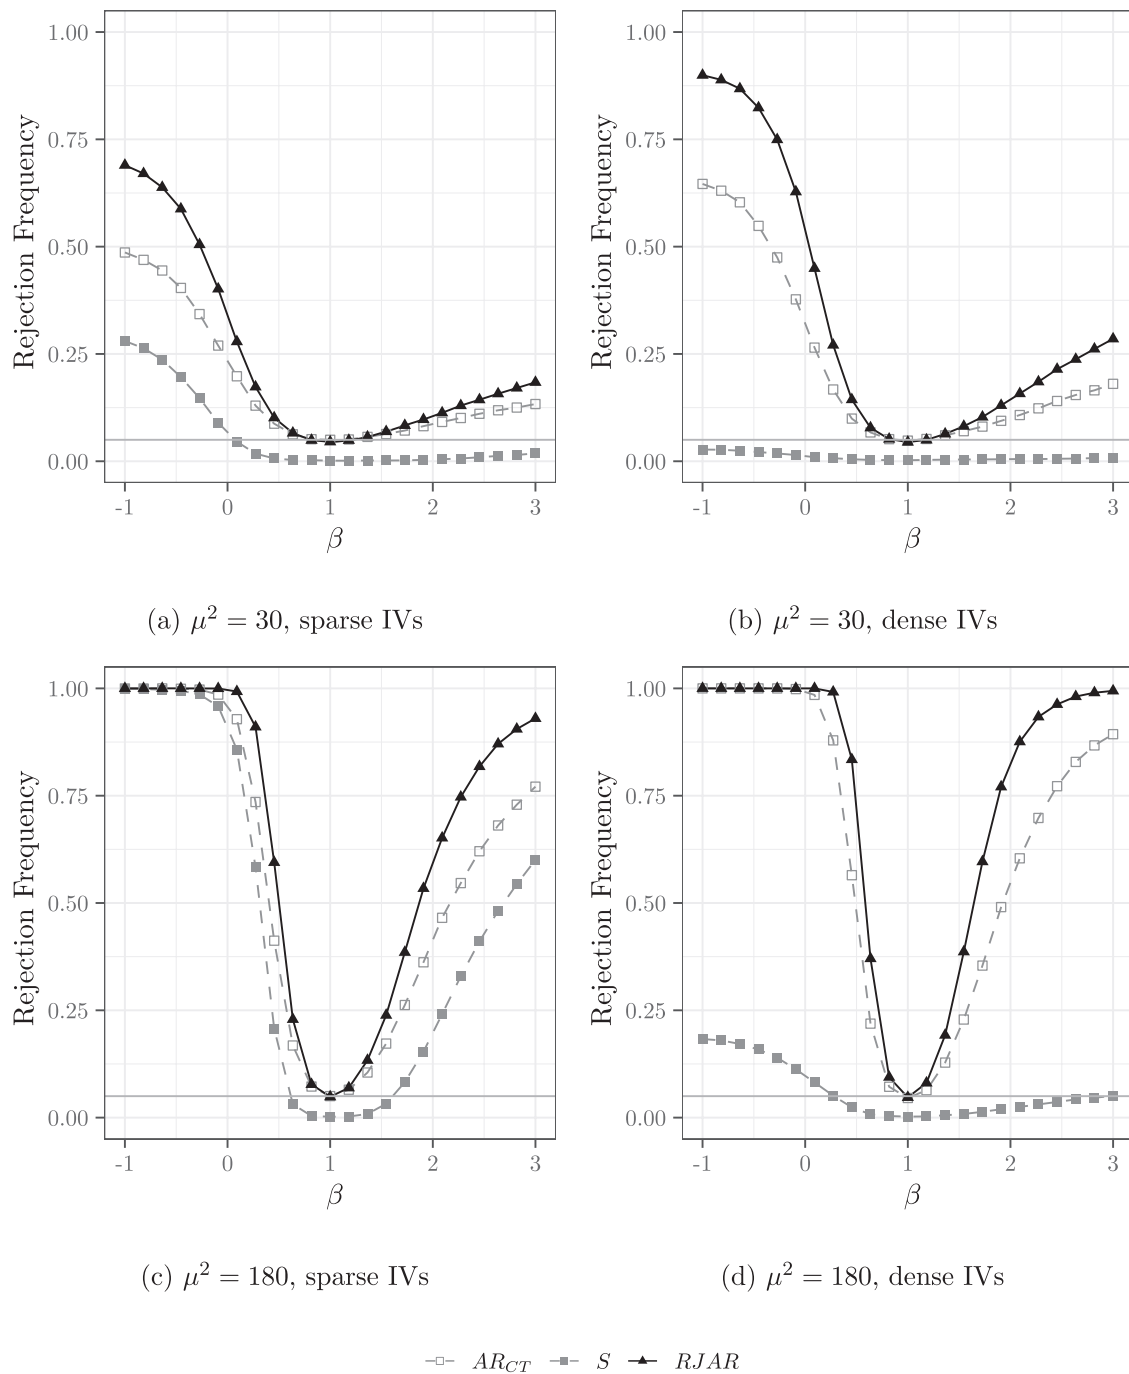 1.00
0.75
0.50
0.25
0.00
Rejection Frequency
-1 0 1 2 3
β
(a) μ² = 30, sparse IVs
1.00
0.75
0.50
0.25
0.00
Rejection Frequency
-1 0 1 2 3
β
(b) μ² = 30, dense IVs
1.00
0.75
0.50
0.25
0.00
Rejection Frequency
-1 0 1 2 3
β
(c) μ² = 180, sparse IVs
1.00
0.75
0.50
0.25
0.00
Rejection Frequency
-1 0 1 2 3
β
(d) μ² = 180, dense IVs
AR_CT S RJAR